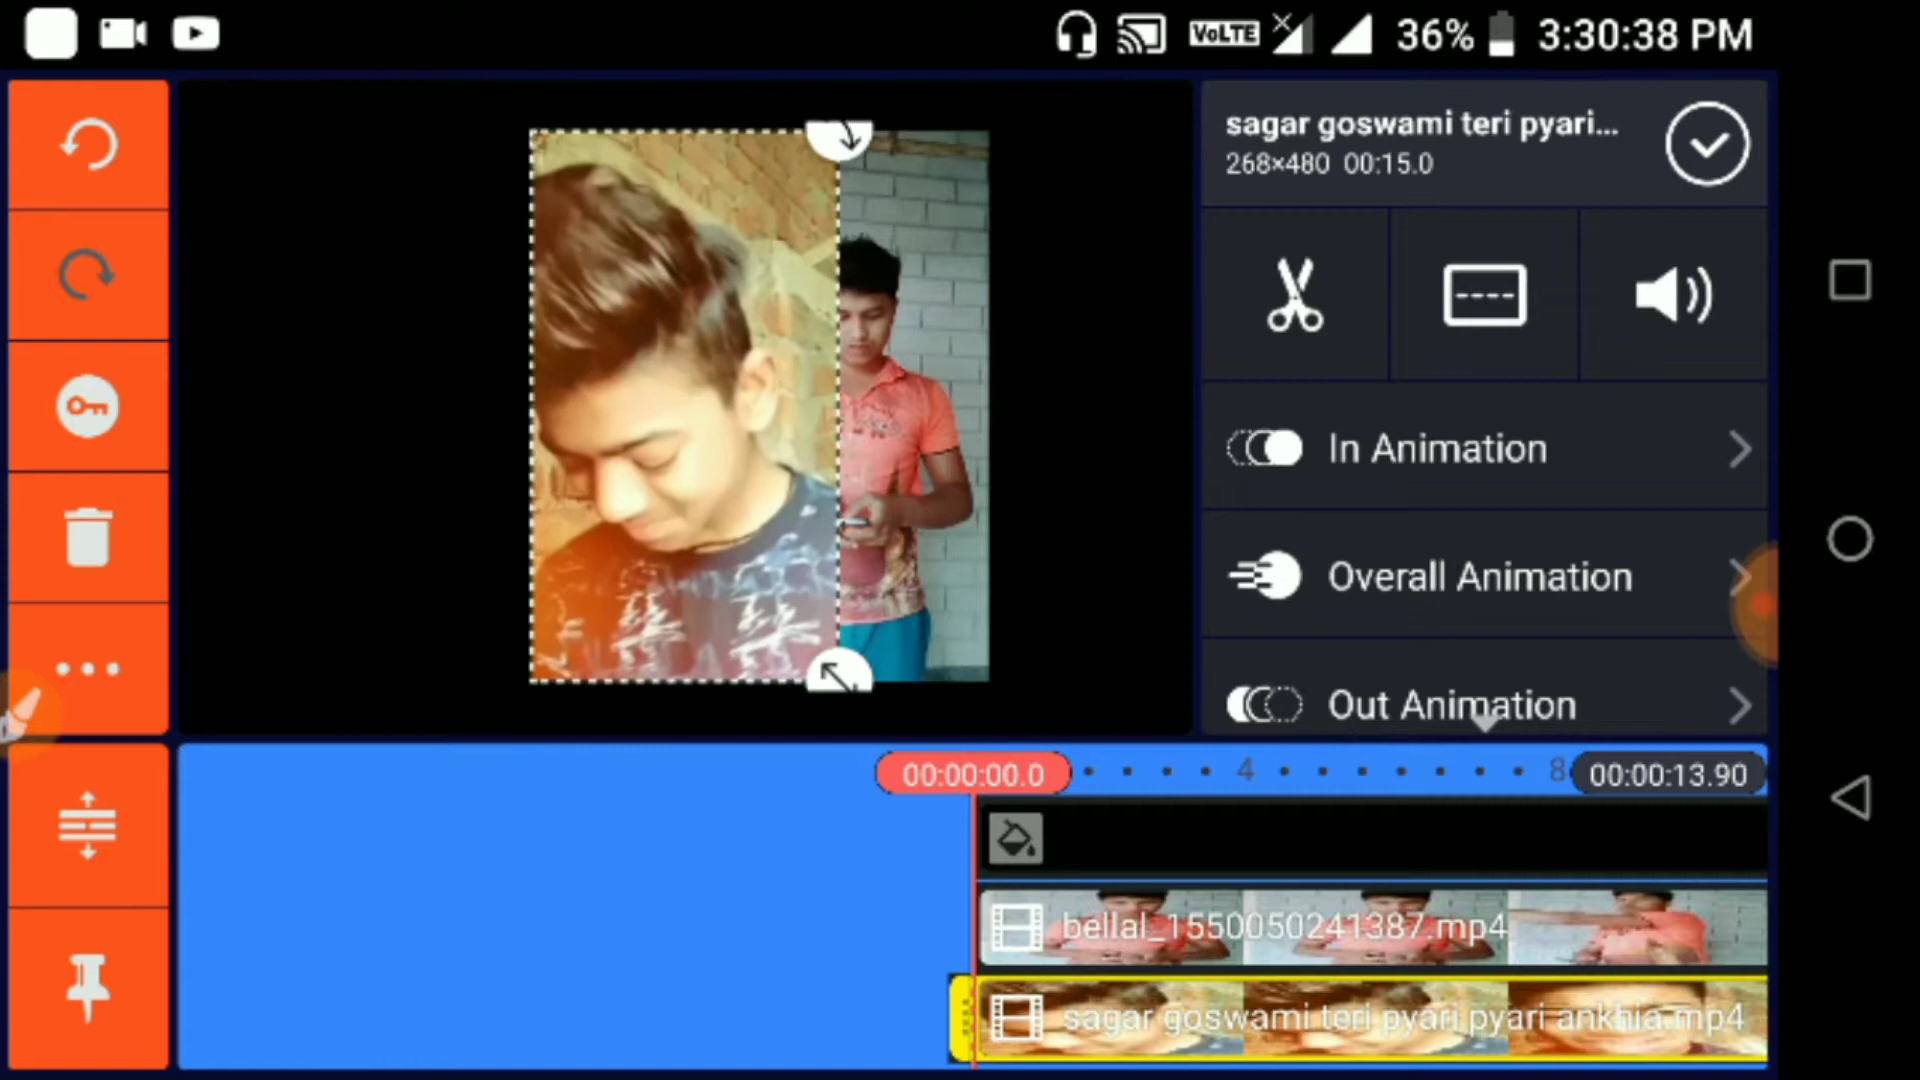 VoLTE 36% 3:30:38 PM
sagar goswami teri pyari...
268×480 00:15.0
In Animation
Overall Animation
Out Animation
00:00:00.0 4 8 00:00:13.90
bellal_1550050241387.mp4
sagar goswami teri pyari pyari ankhia.mp4